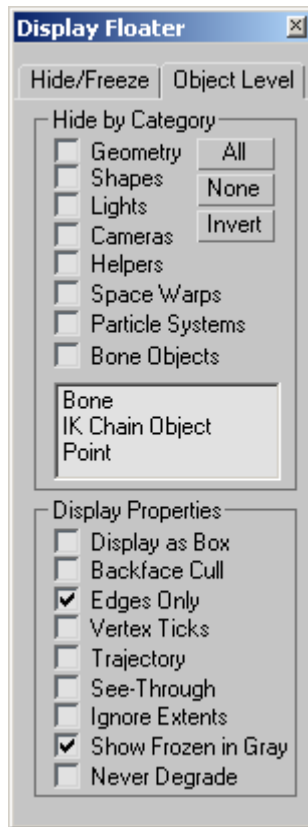 Display Floater
Hide/Freeze Object Level
Hide by Category
Geometry All
Shapes
Lights None
Cameras Invert
Helpers
Space Warps
Particle Systems
Bone Objects
Bone
IK Chain Object
Point
Display Properties
Display as Box
Backface Cull
Edges Only
Vertex Ticks
Trajectory
See-Through
Ignore Extents
Show Frozen in Gray
Never Degrade